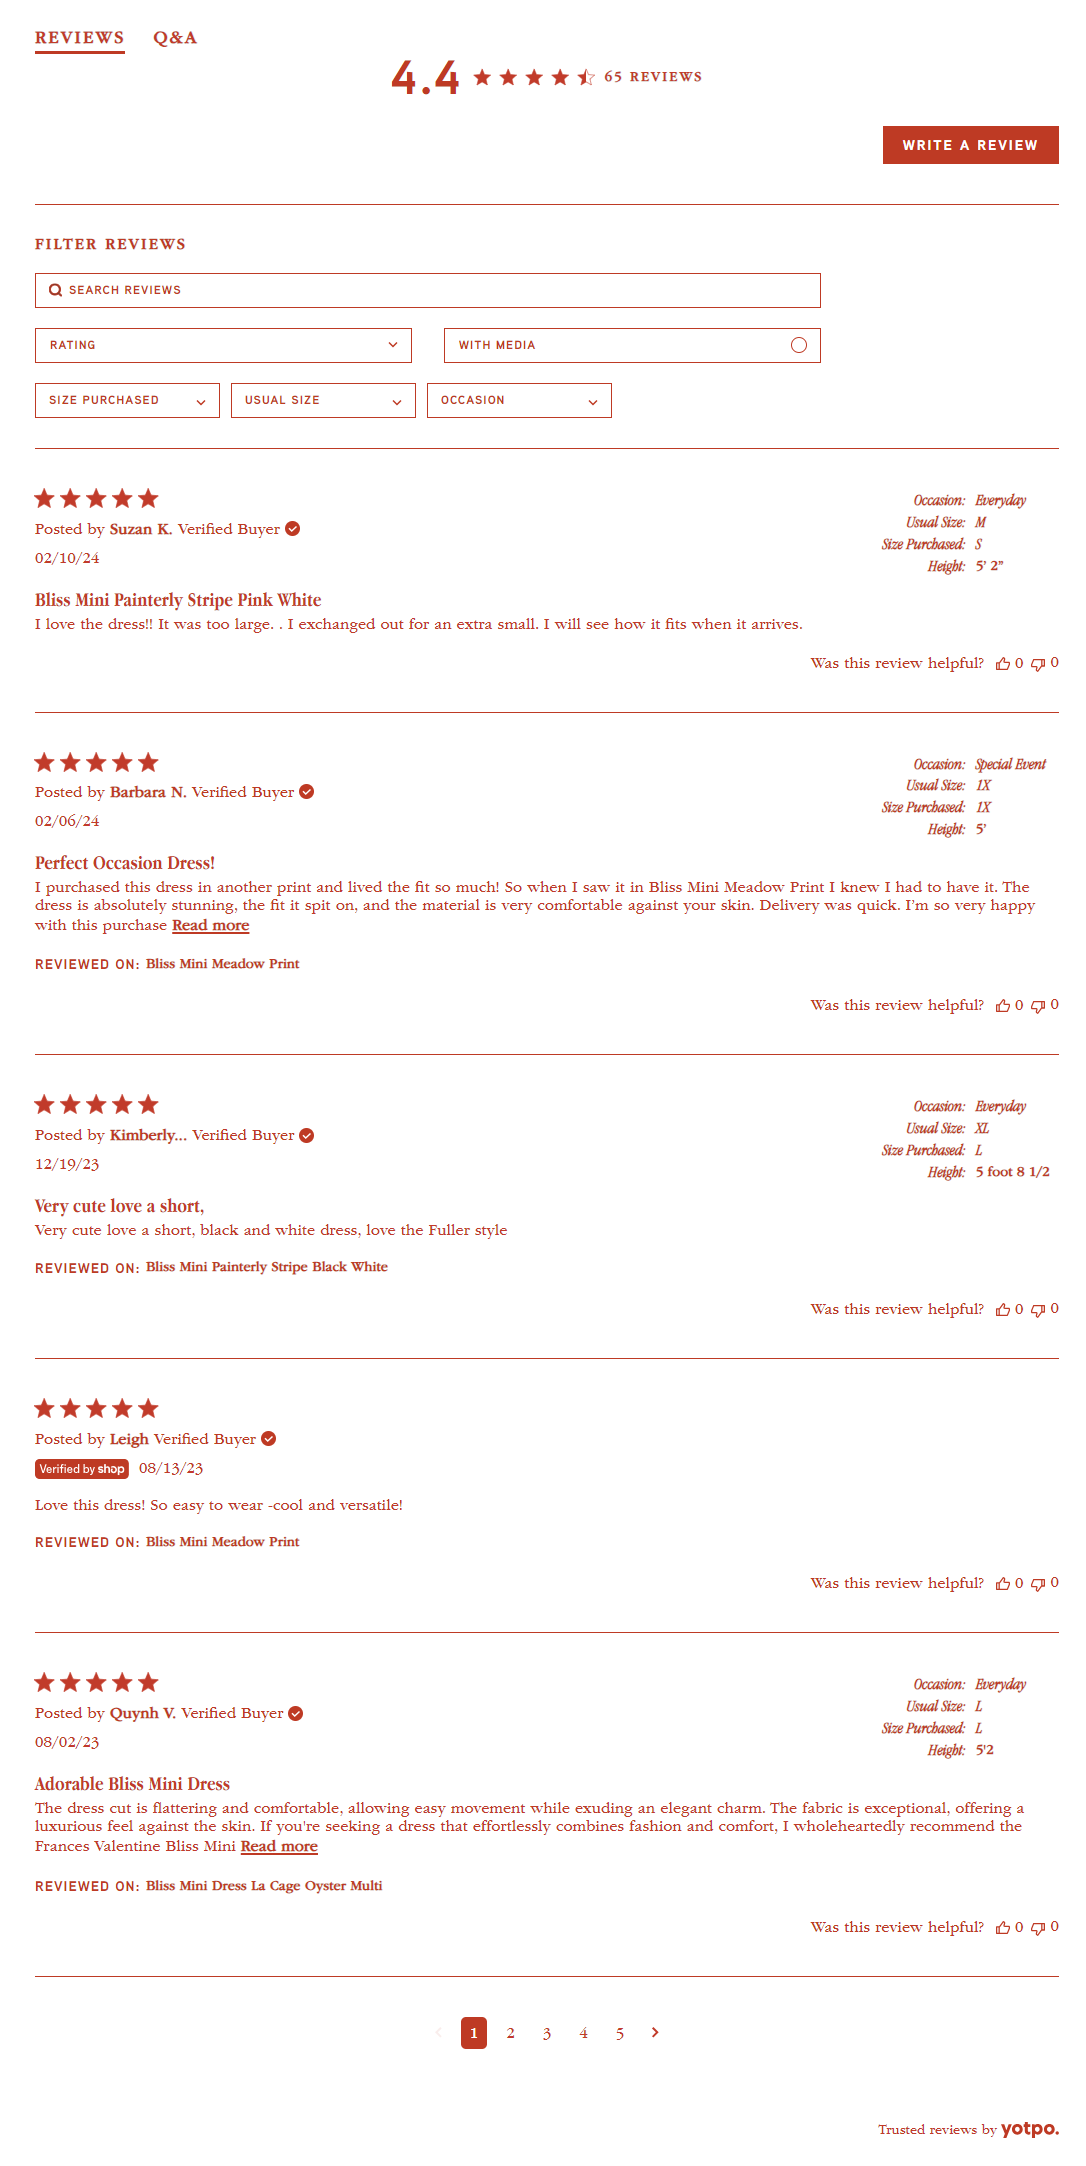 REVIEWS Q&A
4.4 65 REVIEWS
WRITE A REVIEW
FILTER REVIEWS
SEARCH REVIEWS
RATING WITH MEDIA
SIZE PURCHASED USUAL SIZE OCCASION
Occasion: Everyday
Posted by Suzan K. Verified Buyer
Usual Size: M
02/10/24
Size Purchased: S
Height: 5' 2”
Bliss Mini Painterly Stripe Pink White
I love the dress!! It was too large. . I exchanged out for an extra small. I will see how it fits when it arrives.
Was this review helpful? 0 0
Occasion: Special Event
Posted by Barbara N. Verified Buyer
Usual Size: 1X
02/06/24
Size Purchased: 1X
Height: 5’
Perfect Occasion Dress!
I purchased this dress in another print and lived the fit so much! So when I saw it in Bliss Mini Meadow Print I knew I had to have it. The
dress is absolutely stunning, the fit it spit on, and the material is very comfortable against your skin. Delivery was quick. I’m so very happy
with this purchase Read more
REVIEWED ON: Bliss Mini Meadow Print
Was this review helpful? 0 0
Occasion: Everyday
Posted by Kimberly... Verified Buyer
Usual Size: XL
12/19/23
Size Purchased: L
Height: 5 foot 8 1/2
Very cute love a short,
Very cute love a short, black and white dress, love the Fuller style
REVIEWED ON: Bliss Mini Painterly Stripe Black White
Was this review helpful? 0 0
Posted by Leigh Verified Buyer
Verified by shop 08/13/23
Love this dress! So easy to wear -cool and versatile!
REVIEWED ON: Bliss Mini Meadow Print
Was this review helpful? 0 0
Occasion: Everyday
Posted by Quynh V. Verified Buyer
Usual Size: L
08/02/23
Size Purchased: L
Height: 5'2
Adorable Bliss Mini Dress
The dress cut is flattering and comfortable, allowing easy movement while exuding an elegant charm. The fabric is exceptional, offering a
luxurious feel against the skin. If you're seeking a dress that effortlessly combines fashion and comfort, I wholeheartedly recommend the
Frances Valentine Bliss Mini Read more
REVIEWED ON: Bliss Mini Dress La Cage Oyster Multi
Was this review helpful? 0 0
1 2 3 4 5
Trusted reviews by yotpo.